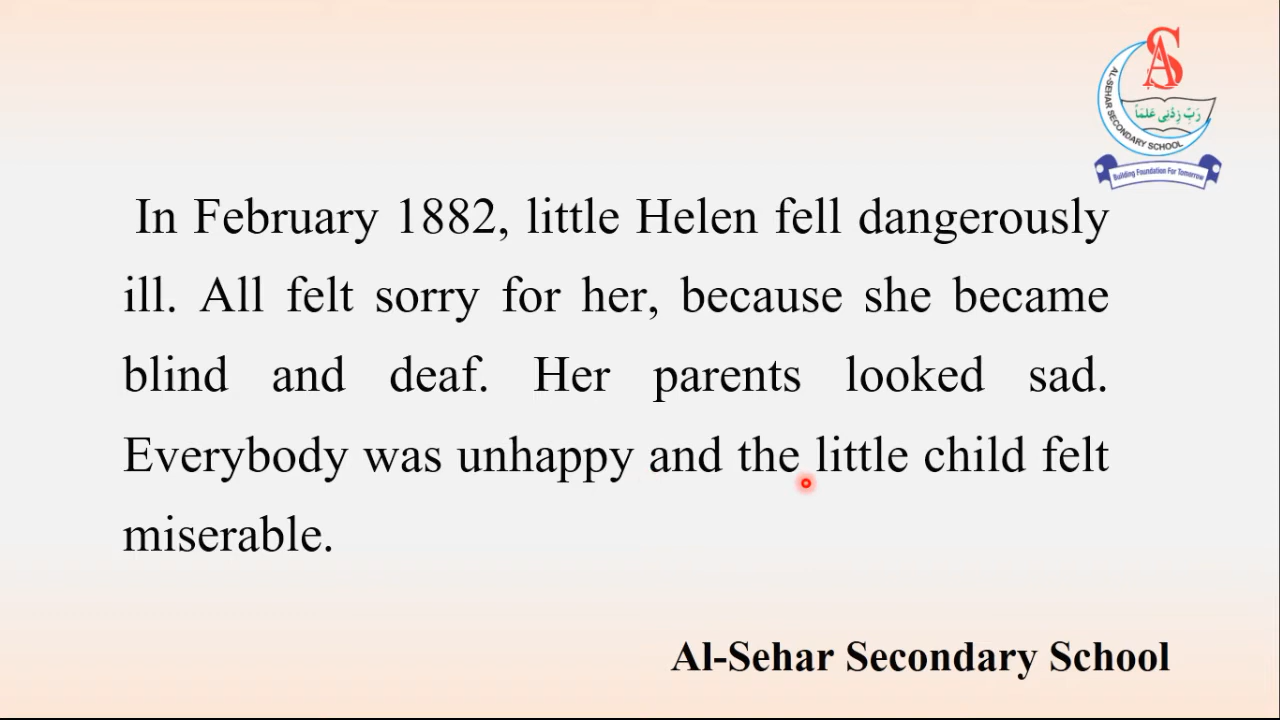 AS
AL-SEHAR SECONDARY SCHOOL
رَبِّ زِدْنِی عَلْمَاً
Building Foundation For Tomorrow
In February 1882, little Helen fell dangerously
ill. All felt sorry for her, because she became
blind and deaf. Her parents looked sad.
Everybody was unhappy and the little child felt
miserable.
Al-Sehar Secondary School